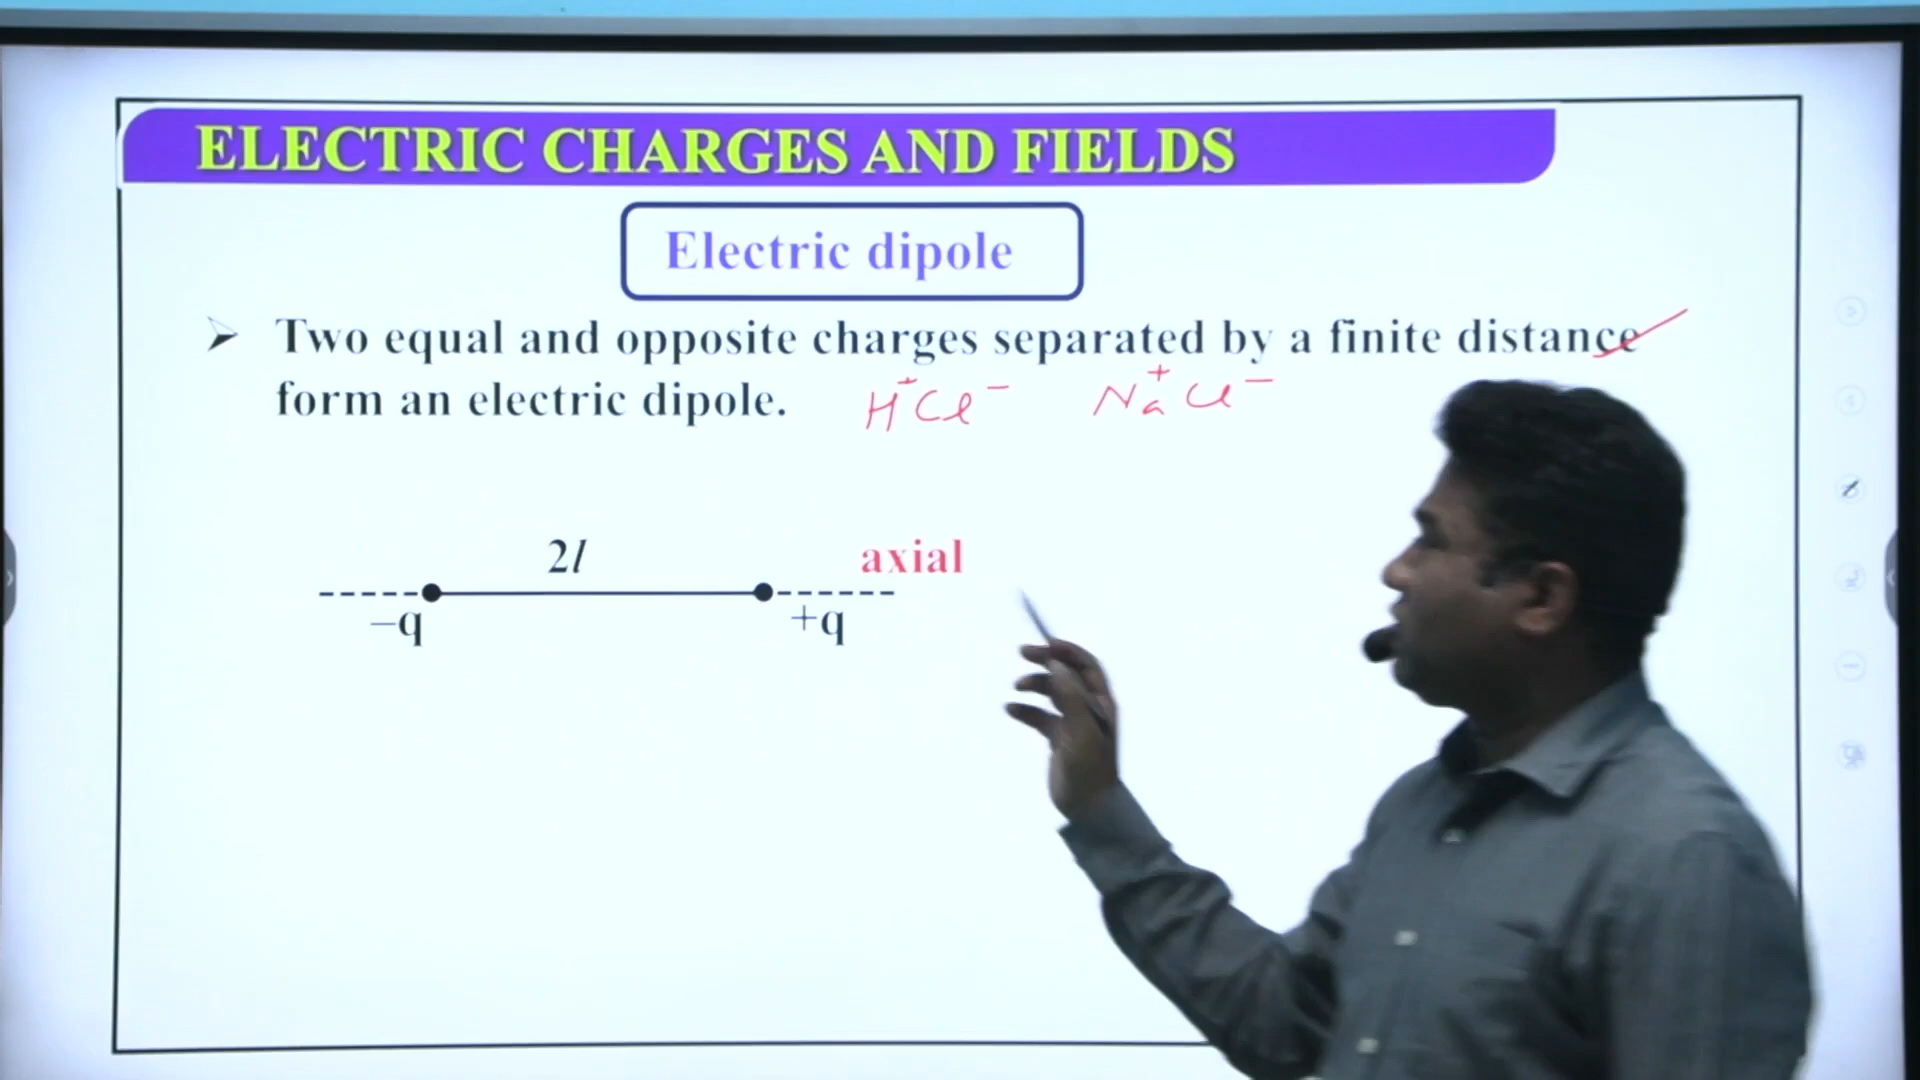 ELECTRIC CHARGES AND FIELDS
Electric dipole
➢ Two equal and opposite charges separated by a finite distance
form an electric dipole. H⁺Cl⁻ Na⁺Cl⁻
2l axial
–q +q